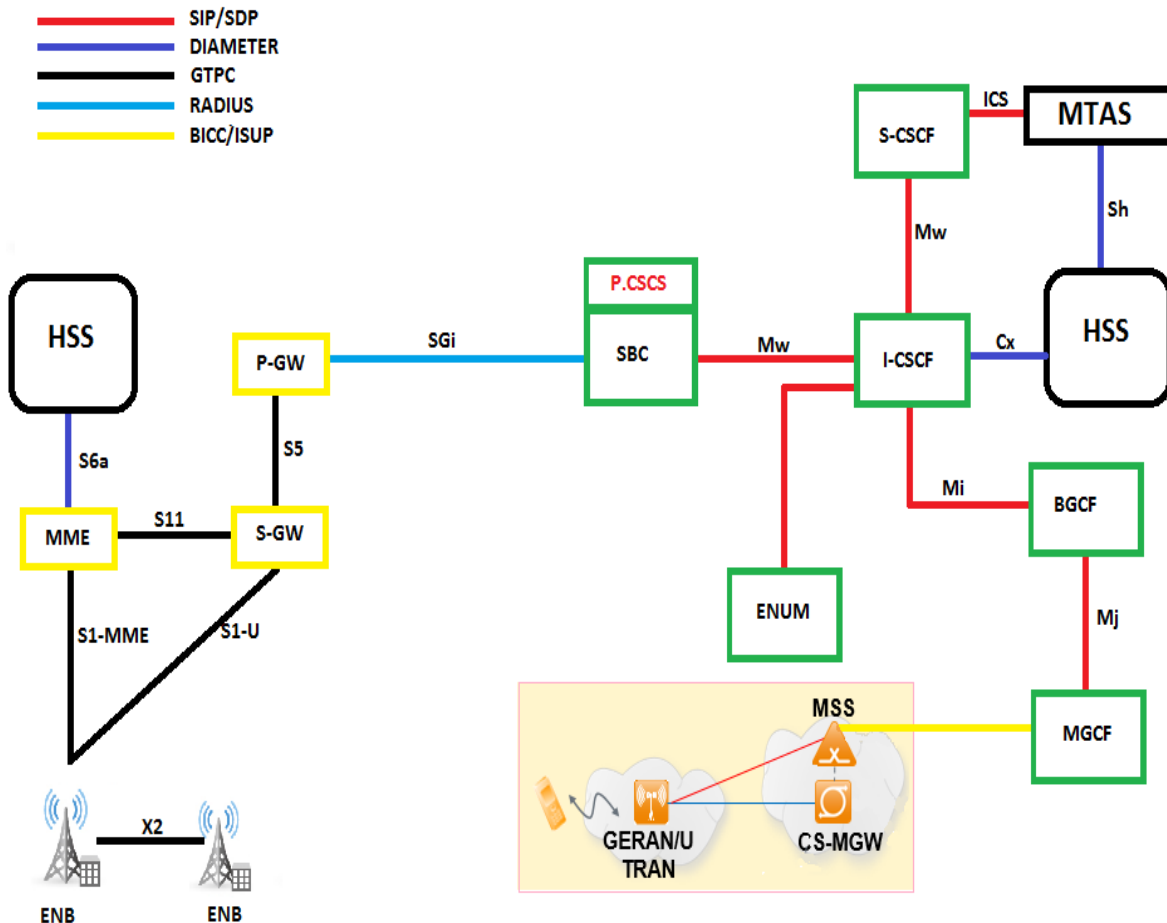 SIP/SDP
DIAMETER
GTPC
RADIUS
BICC/ISUP
S-CSCF
ICS
MTAS
Mw
Sh
HSS
P-GW
SGi
P.CSCS
SBC
Mw
I-CSCF
Cx
HSS
S6a
S5
MME
S11
S-GW
Mi
BGCF
S1-MME
S1-U
ENUM
Mj
MSS
MGCF
GERAN/U
TRAN
CS-MGW
X2
ENB
ENB